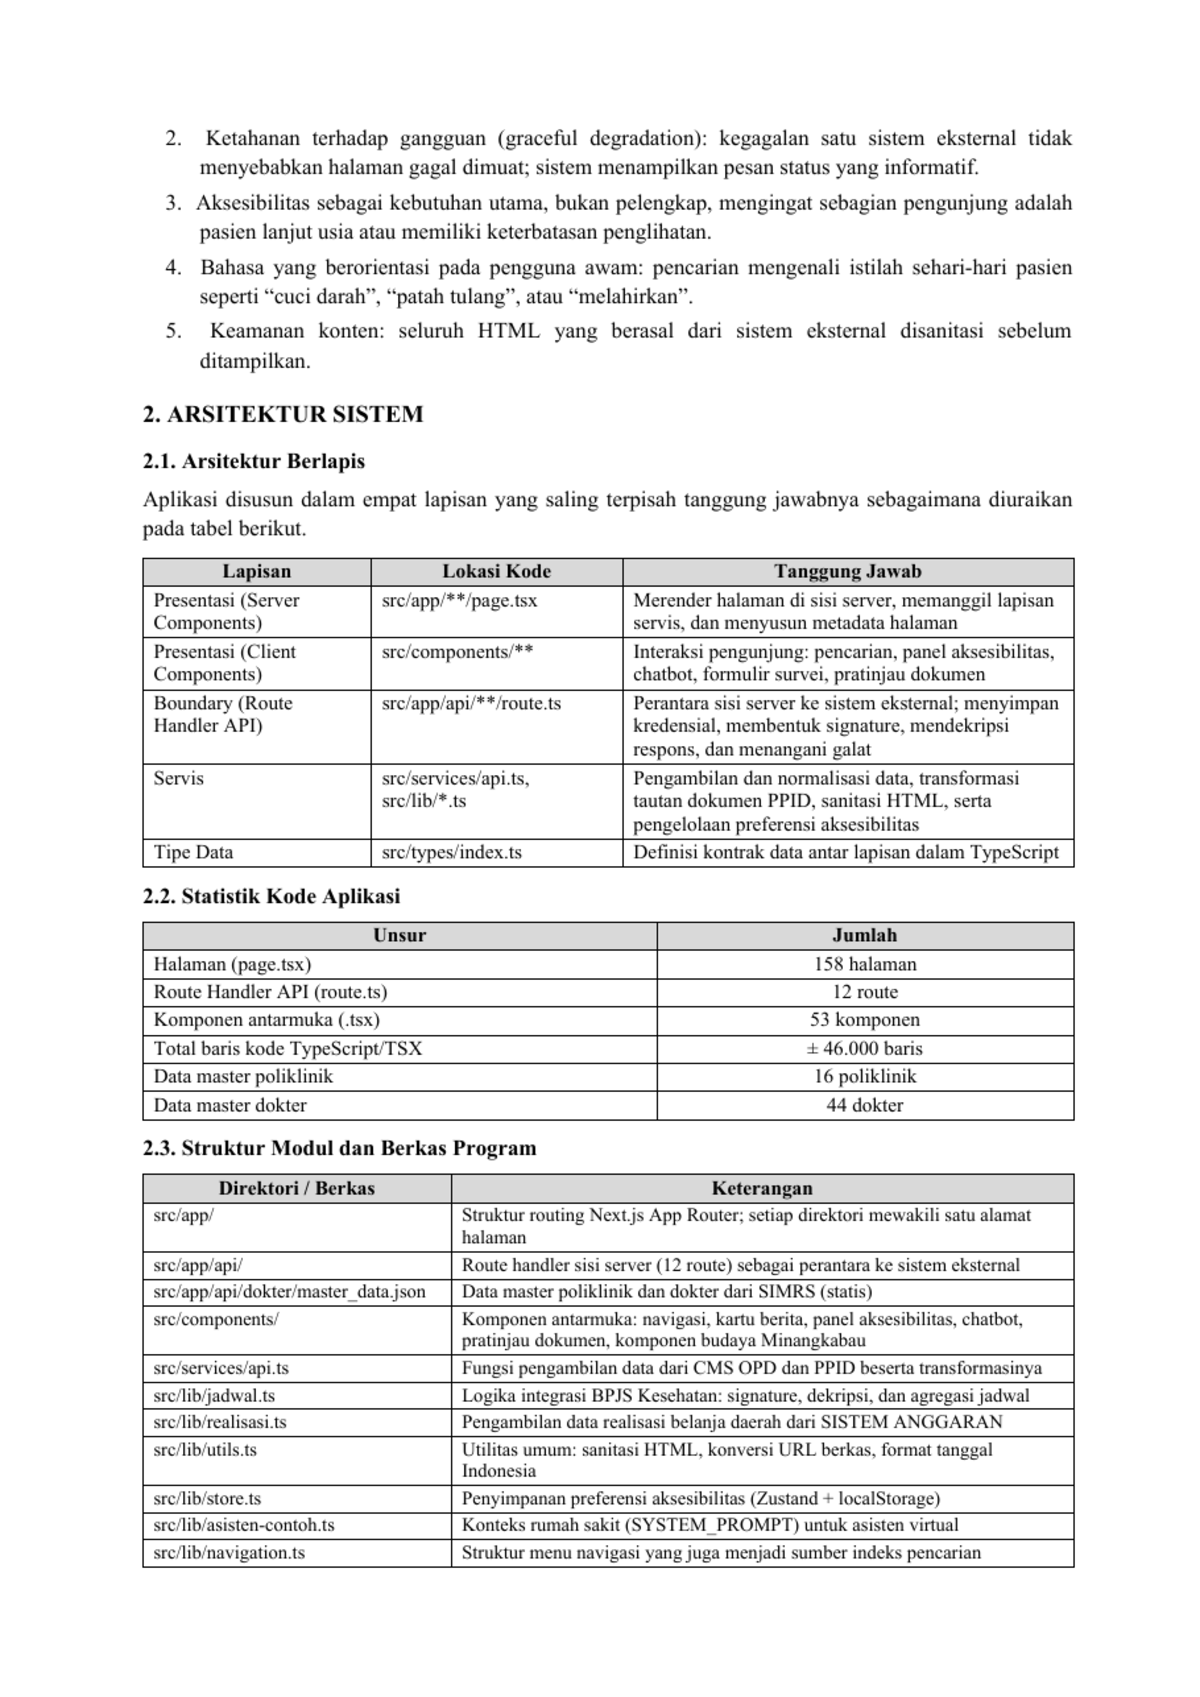 2. Ketahanan terhadap gangguan (graceful degradation): kegagalan satu sistem eksternal tidak
menyebabkan halaman gagal dimuat; sistem menampilkan pesan status yang informatif.
3. Aksesibilitas sebagai kebutuhan utama, bukan pelengkap, mengingat sebagian pengunjung adalah
pasien lanjut usia atau memiliki keterbatasan penglihatan.
4. Bahasa yang berorientasi pada pengguna awam: pencarian mengenali istilah sehari-hari pasien
seperti “cuci darah”, “patah tulang”, atau “melahirkan”.
5. Keamanan konten: seluruh HTML yang berasal dari sistem eksternal disanitasi sebelum
ditampilkan.
2. ARSITEKTUR SISTEM
2.1. Arsitektur Berlapis
Aplikasi disusun dalam empat lapisan yang saling terpisah tanggung jawabnya sebagaimana diuraikan
pada tabel berikut.
Lapisan Lokasi Kode Tanggung Jawab
Presentasi (Server src/app/**/page.tsx Merender halaman di sisi server, memanggil lapisan
Components) servis, dan menyusun metadata halaman
Presentasi (Client src/components/** Interaksi pengunjung: pencarian, panel aksesibilitas,
Components) chatbot, formulir survei, pratinjau dokumen
Boundary (Route src/app/api/**/route.ts Perantara sisi server ke sistem eksternal; menyimpan
Handler API) kredensial, membentuk signature, mendekripsi
respons, dan menangani galat
Servis src/services/api.ts, Pengambilan dan normalisasi data, transformasi
src/lib/*.ts tautan dokumen PPID, sanitasi HTML, serta
pengelolaan preferensi aksesibilitas
Tipe Data src/types/index.ts Definisi kontrak data antar lapisan dalam TypeScript
2.2. Statistik Kode Aplikasi
Unsur Jumlah
Halaman (page.tsx) 158 halaman
Route Handler API (route.ts) 12 route
Komponen antarmuka (.tsx) 53 komponen
Total baris kode TypeScript/TSX ± 46.000 baris
Data master poliklinik 16 poliklinik
Data master dokter 44 dokter
2.3. Struktur Modul dan Berkas Program
Direktori / Berkas Keterangan
src/app/ Struktur routing Next.js App Router; setiap direktori mewakili satu alamat
halaman
src/app/api/ Route handler sisi server (12 route) sebagai perantara ke sistem eksternal
src/app/api/dokter/master_data.json Data master poliklinik dan dokter dari SIMRS (statis)
src/components/ Komponen antarmuka: navigasi, kartu berita, panel aksesibilitas, chatbot,
pratinjau dokumen, komponen budaya Minangkabau
src/services/api.ts Fungsi pengambilan data dari CMS OPD dan PPID beserta transformasinya
src/lib/jadwal.ts Logika integrasi BPJS Kesehatan: signature, dekripsi, dan agregasi jadwal
src/lib/realisasi.ts Pengambilan data realisasi belanja daerah dari SISTEM ANGGARAN
src/lib/utils.ts Utilitas umum: sanitasi HTML, konversi URL berkas, format tanggal
Indonesia
src/lib/store.ts Penyimpanan preferensi aksesibilitas (Zustand + localStorage)
src/lib/asisten-contoh.ts Konteks rumah sakit (SYSTEM_PROMPT) untuk asisten virtual
src/lib/navigation.ts Struktur menu navigasi yang juga menjadi sumber indeks pencarian